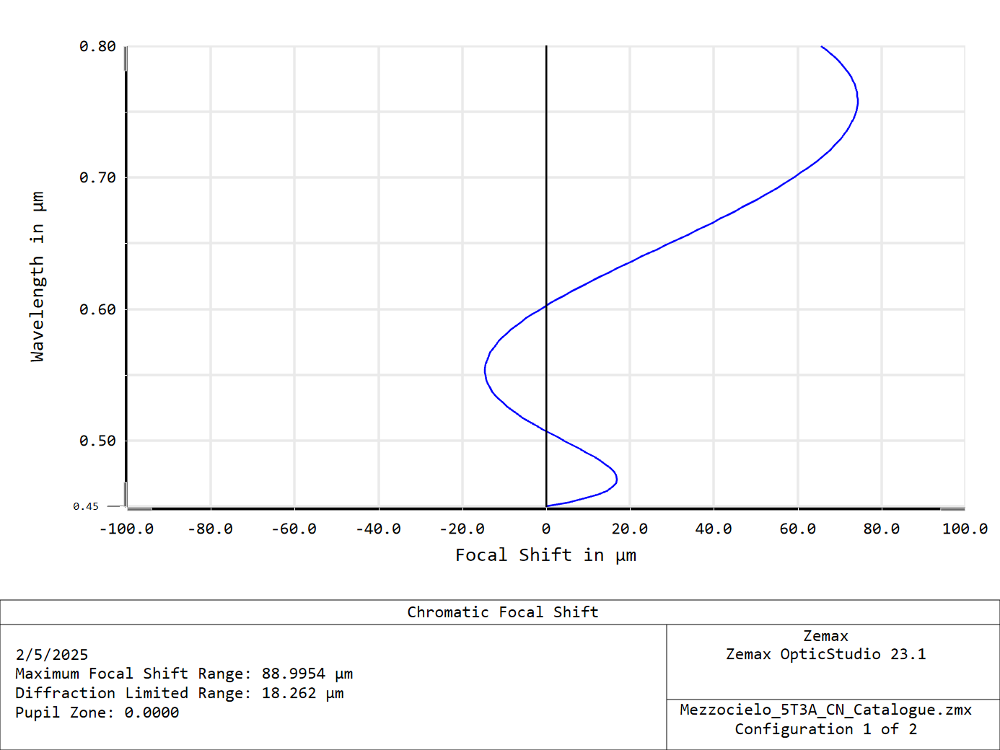 0.80
0.70
0.60
0.50
0.45
Wavelength in µm
-100.0 -80.0 -60.0 -40.0 -20.0 0 20.0 40.0 60.0 80.0 100.0
Focal Shift in µm
Chromatic Focal Shift
2/5/2025
Maximum Focal Shift Range: 88.9954 µm
Diffraction Limited Range: 18.262 µm
Pupil Zone: 0.0000
Zemax
Zemax OpticStudio 23.1
Mezzocielo_5T3A_CN_Catalogue.zmx
Configuration 1 of 2